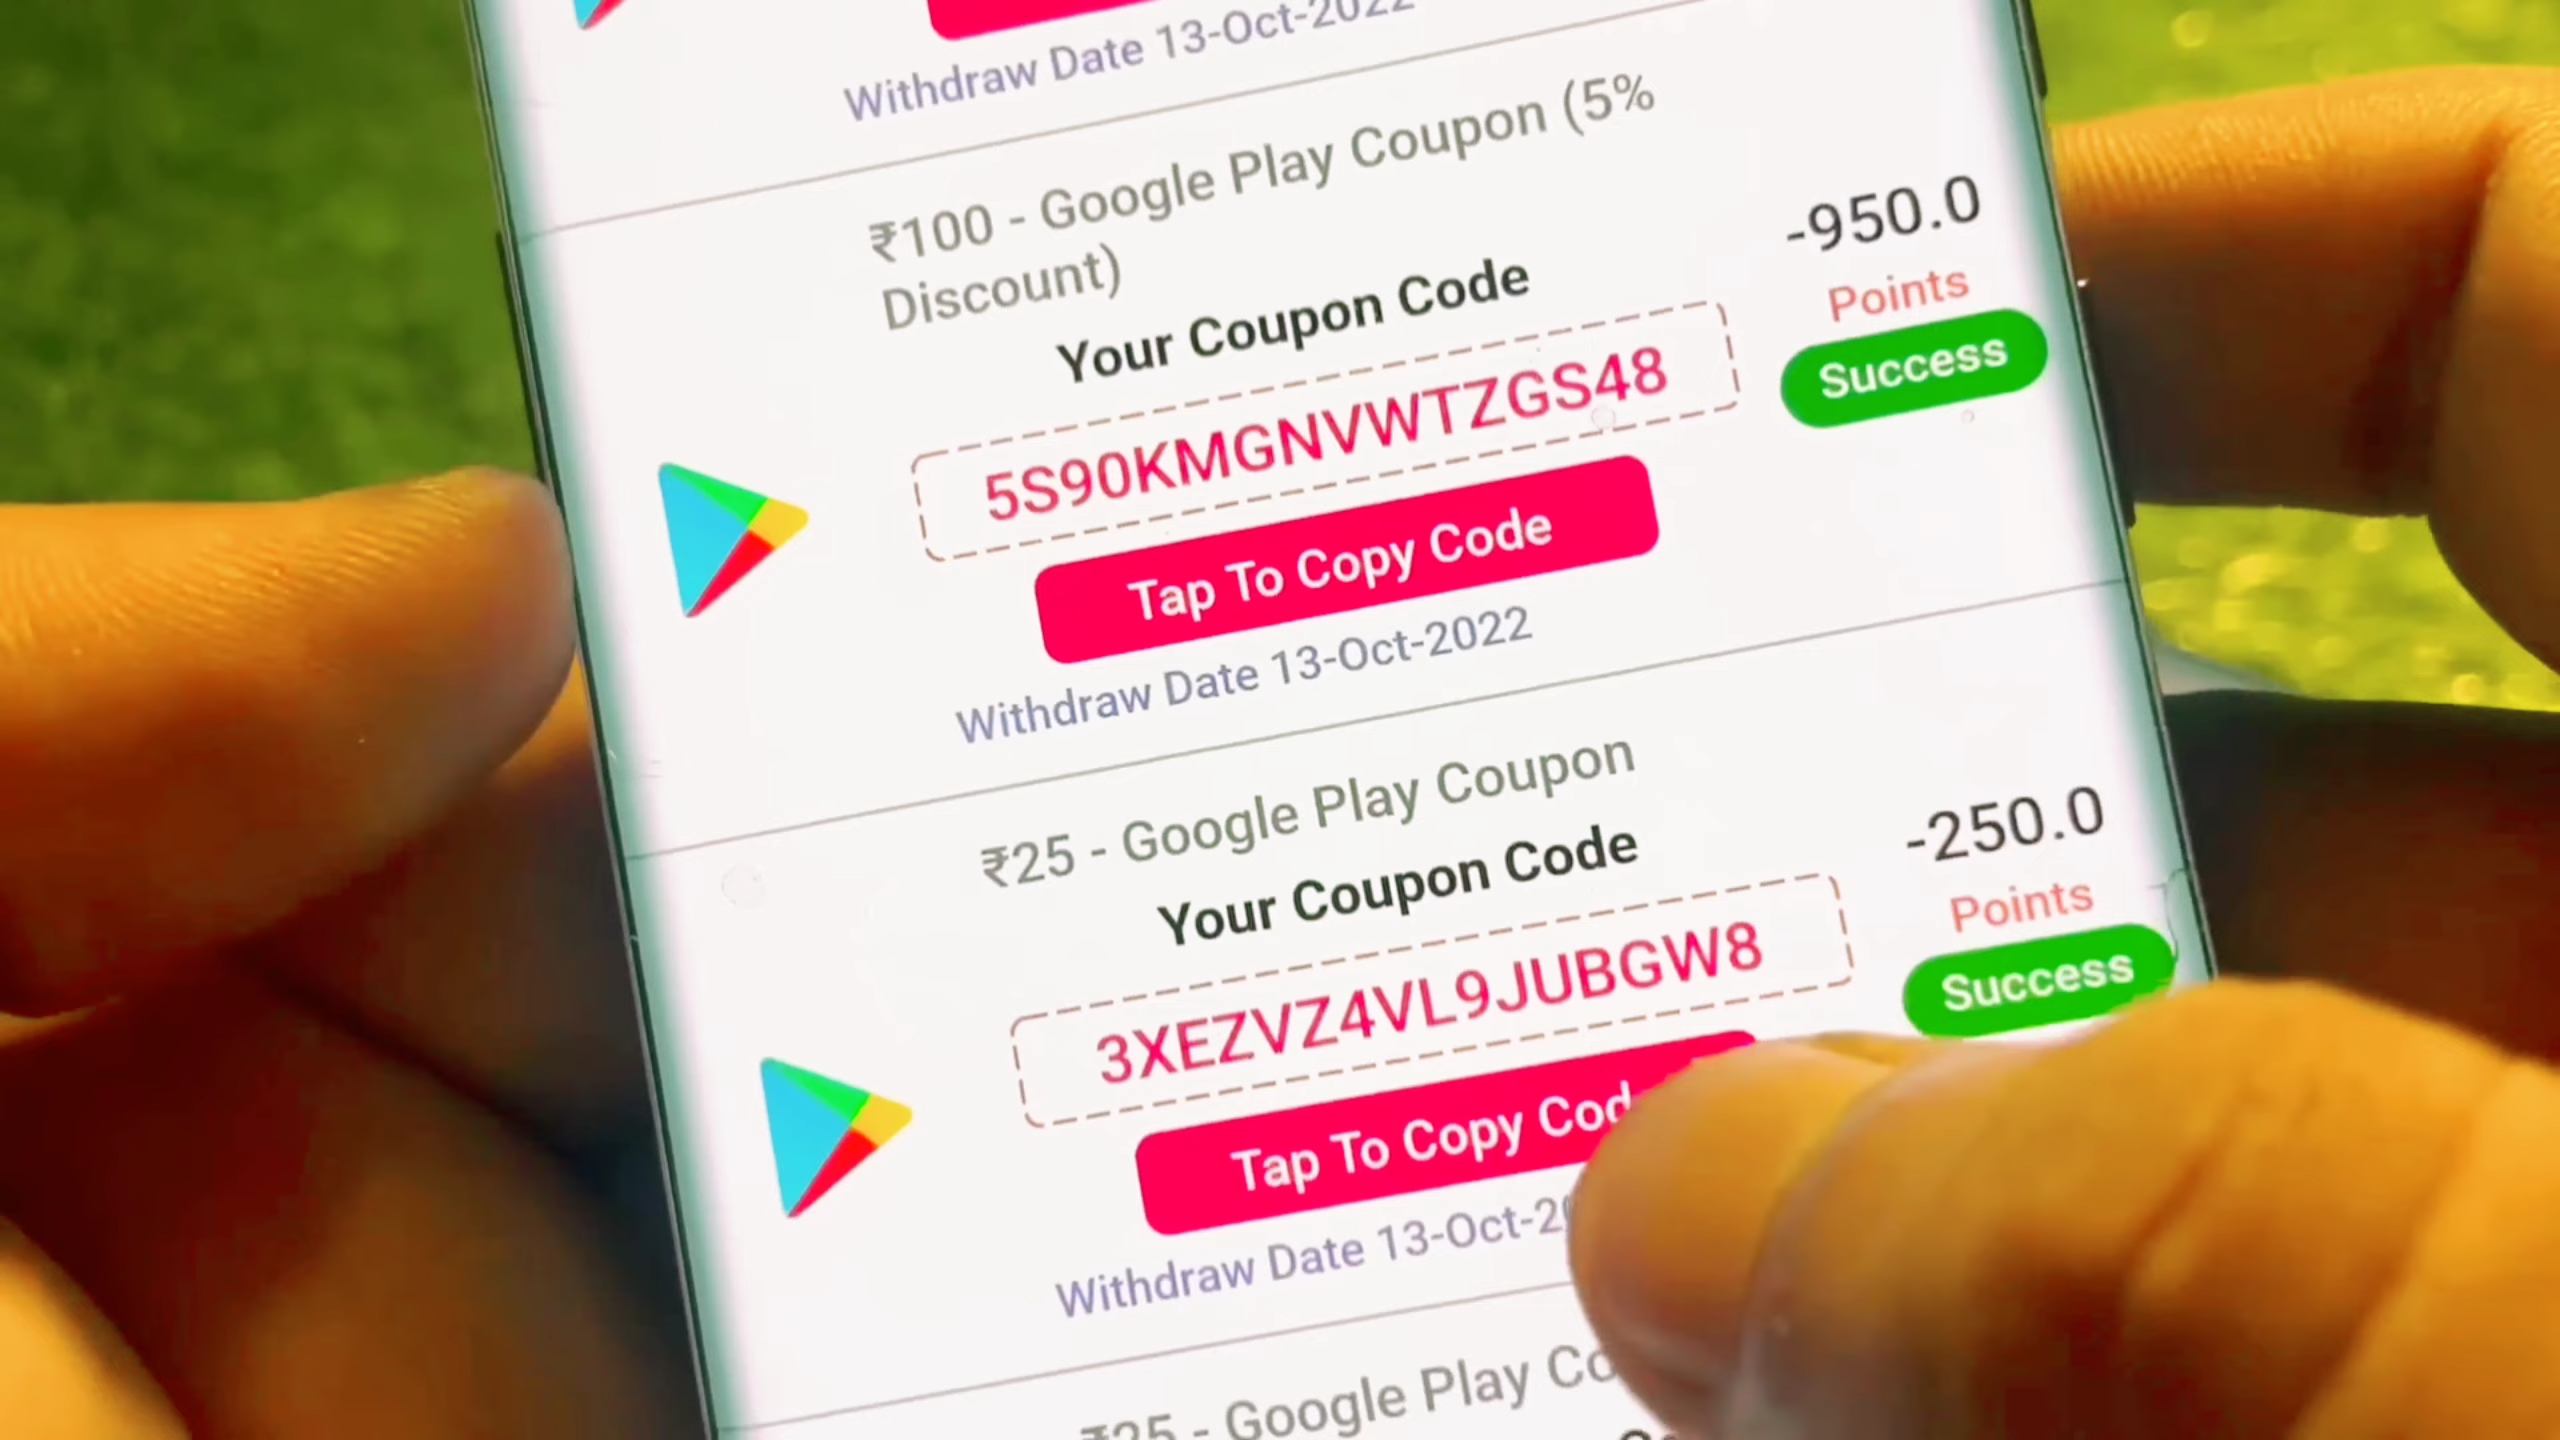 Withdraw Date 13-Oct-2022
₹100 - Google Play Coupon (5%
Discount)
-950.0
Points
Success
Your Coupon Code
5S90KMGNVWTZGS48
Tap To Copy Code
Withdraw Date 13-Oct-2022
₹25 - Google Play Coupon
-250.0
Points
Success
Your Coupon Code
3XEZVZ4VL9JUBGW8
Tap To Copy Cod
Withdraw Date 13-Oct-2
₹25 - Google Play Co